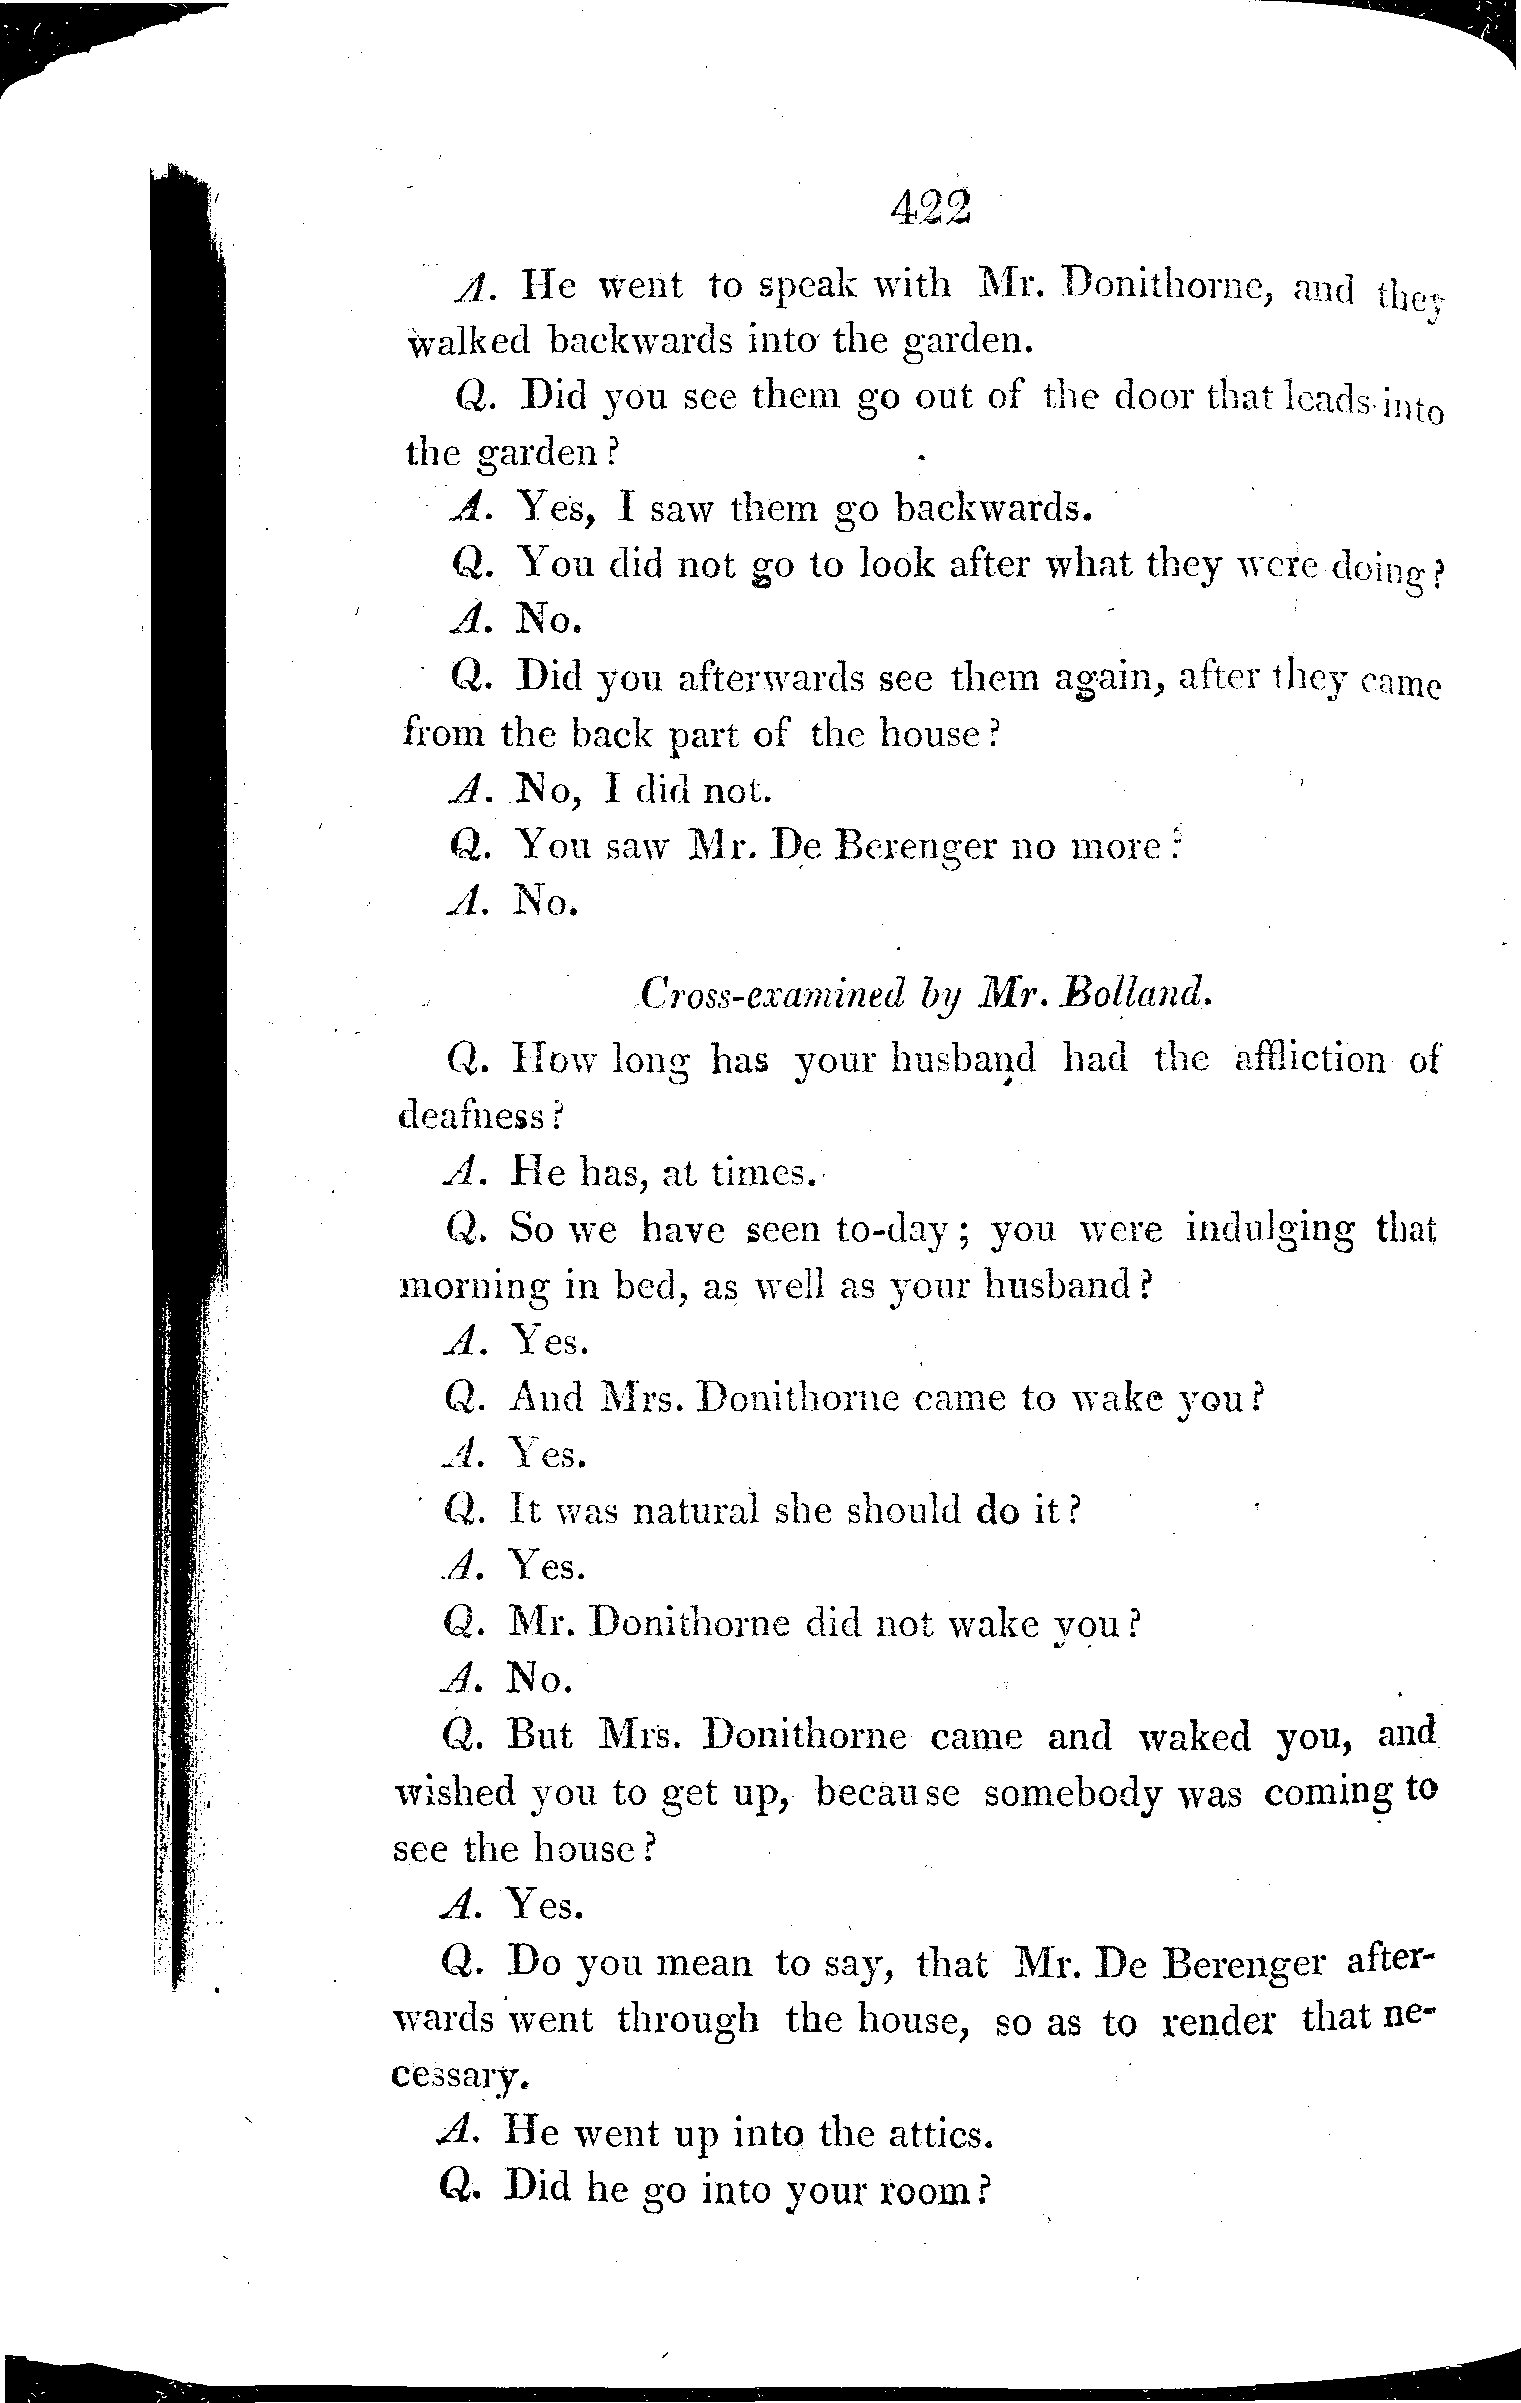 422
A. He went to speak with Mr. Donithorne, and they
walked backwards into the garden.
Q. Did you see them go out of the door that leads into
the garden?
A. Yes, I saw them go backwards.
Q. You did not go to look after what they were doing?
A. No.
Q. Did you afterwards see them again, after they came
from the back part of the house?
A. No, I did not.
Q. You saw Mr. De Berenger no more?
A. No.
Cross-examined by Mr. Bolland.
Q. How long has your husband had the affliction of
deafness?
A. He has, at times.
Q. So we have seen to-day; you were indulging that
morning in bed, as well as your husband?
A. Yes.
Q. And Mrs. Donithorne came to wake you?
A. Yes.
Q. It was natural she should do it?
A. Yes.
Q. Mr. Donithorne did not wake you?
A. No.
Q. But Mrs. Donithorne came and waked you, and
wished you to get up, because somebody was coming to
see the house?
A. Yes.
Q. Do you mean to say, that Mr. De Berenger after-
wards went through the house, so as to render that ne-
cessary.
A. He went up into the attics.
Q. Did he go into your room?